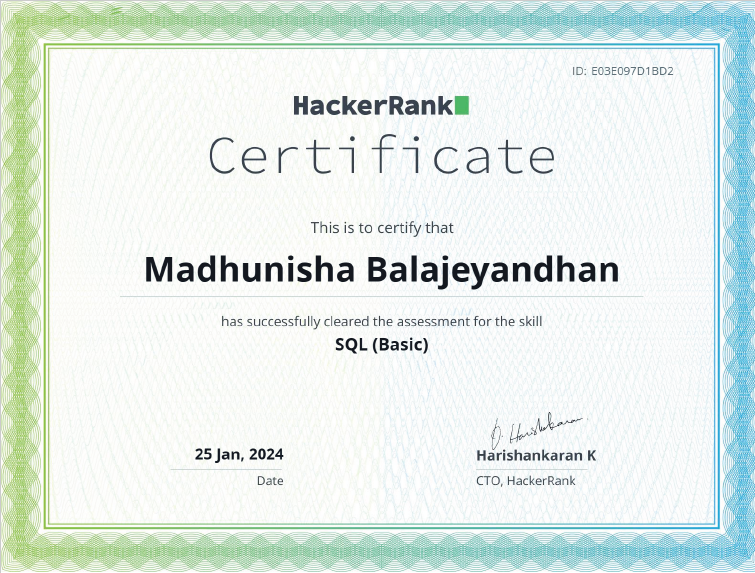 ID: E03E097D1BD2
HackerRank
Certificate
This is to certify that
Madhunisha Balajeyandhan
has successfully cleared the assessment for the skill
SQL (Basic)
25 Jan, 2024
Date
Harishankaran K
CTO, HackerRank